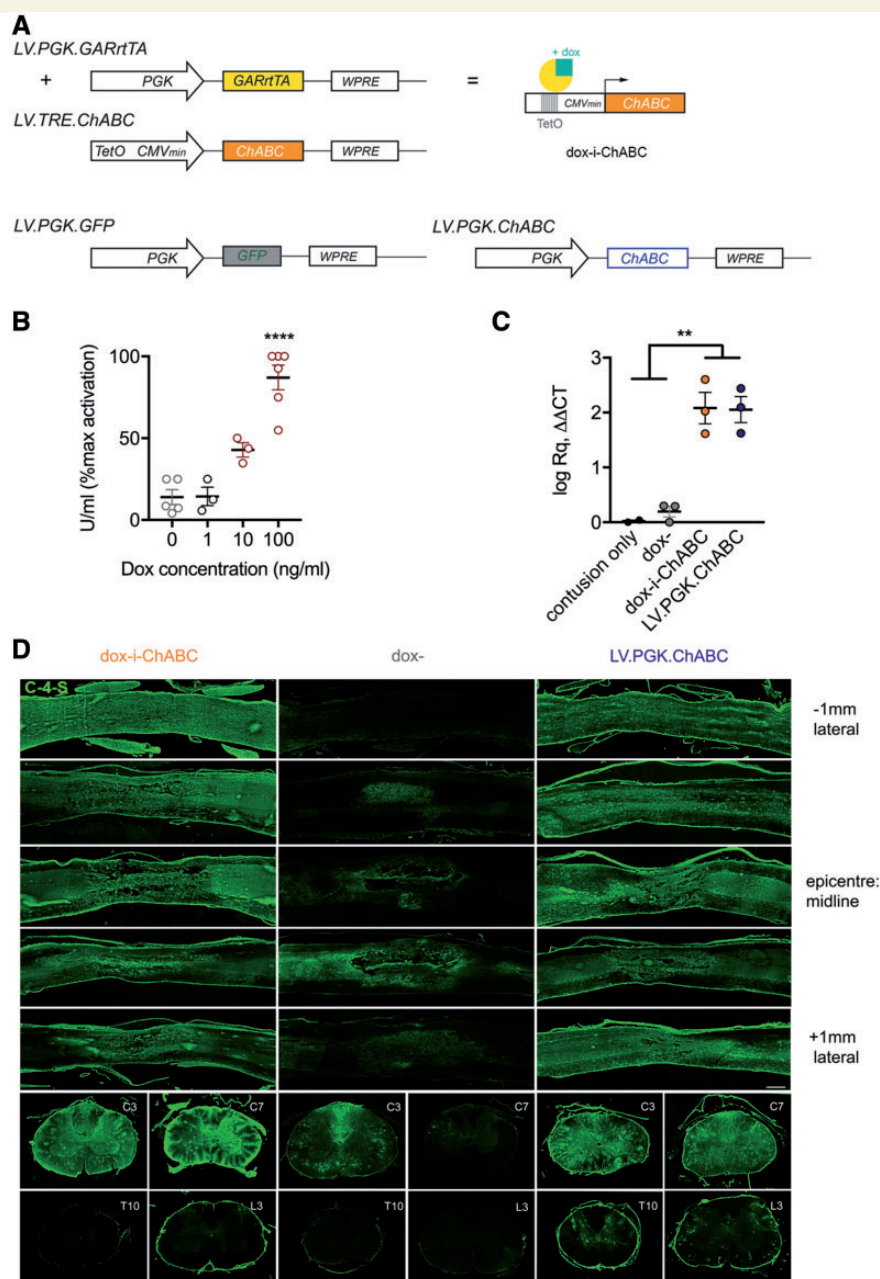 A
LV.PGK.GARrtTA
+ PGK GARrtTA WPRE =
+ dox
CMVmin ChABC
TetO
dox-i-ChABC
LV.TRE.ChABC
TetO CMVmin ChABC WPRE
LV.PGK.GFP
PGK GFP WPRE
LV.PGK.ChABC
PGK ChABC WPRE
B
U/ml (%max activation)
100
50
0
****
0 1 10 100
Dox concentration (ng/ml)
C
log Rq, ΔΔCT
3
2
1
0
**
contusion only
dox-
dox-i-ChABC
LV.PGK.ChABC
D
dox-i-ChABC dox- LV.PGK.ChABC
C-4-S
-1mm
lateral
epicentre:
midline
+1mm
lateral
C3 C7 C3 C7 C3 C7
T10 L3 T10 L3 T10 L3